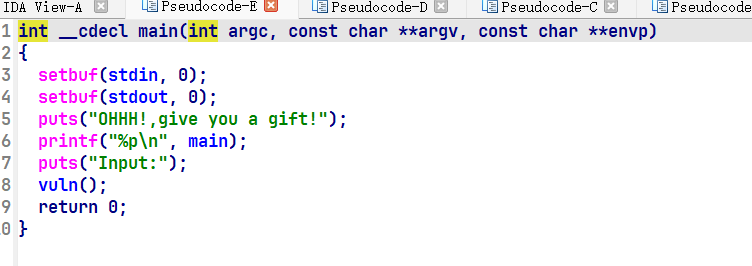 IDA View-A Pseudocode-E Pseudocode-D Pseudocode-C Pseudocode
1 int __cdecl main(int argc, const char **argv, const char **envp)
2 {
3 setbuf(stdin, 0);
4 setbuf(stdout, 0);
5 puts("OHHH!,give you a gift!");
6 printf("%p\n", main);
7 puts("Input:");
8 vuln();
9 return 0;
0 }